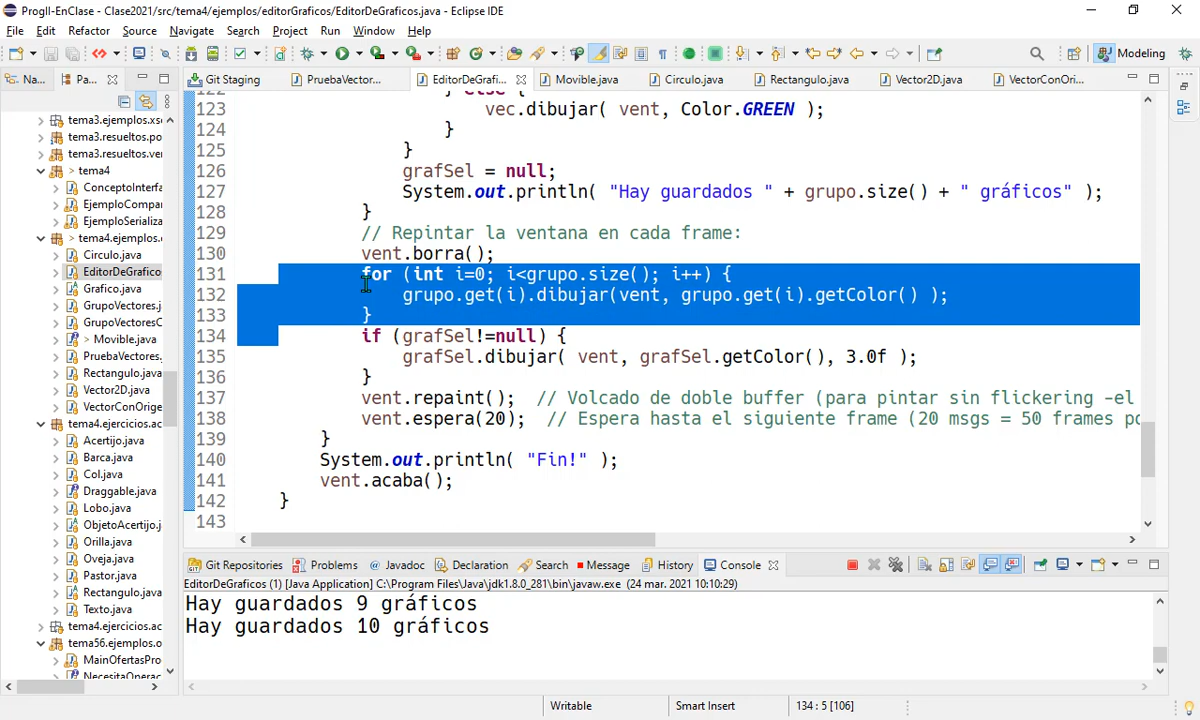 ProgII-EnClase - Clase2021/src/tema4/ejemplos/editorGraficos/EditorDeGraficos.java - Eclipse IDE
File Edit Refactor Source Navigate Search Project Run Window Help
Modeling
Na... Pa... Git Staging PruebaVector... EditorDeGrafi... Movible.java Circulo.java Rectangulo.java Vector2D.java VectorConOri...
tema3.ejemplos.xs
tema3.resueltos.po
tema3.resueltos.ver
> tema4
ConceptoInterfa
EjemploCompar
EjemploSerializa
> tema4.ejemplos.
Circulo.java
EditorDeGrafico
Grafico.java
GrupoVectores.j
GrupoVectoresC
> Movible.java
PruebaVectores.
Rectangulo.java
Vector2D.java
VectorConOrige
tema4.ejercicios.ac
Acertijo.java
Barca.java
Col.java
Draggable.java
Lobo.java
ObjetoAcertijo.j
Orilla.java
Oveja.java
Pastor.java
Rectangulo.java
Texto.java
tema4.ejercicios.ac
tema56.ejemplos.o
MainOfertasPro
NecesitaOperac
122 } else {
123 vec.dibujar( vent, Color.GREEN );
124 }
125 }
126 grafSel = null;
127 System.out.println( "Hay guardados " + grupo.size() + " gráficos" );
128 }
129 // Repintar la ventana en cada frame:
130 vent.borra();
131 for (int i=0; i<grupo.size(); i++) {
132 grupo.get(i).dibujar(vent, grupo.get(i).getColor() );
133 }
134 if (grafSel!=null) {
135 grafSel.dibujar( vent, grafSel.getColor(), 3.0f );
136 }
137 vent.repaint(); // Volcado de doble buffer (para pintar sin flickering -el
138 vent.espera(20); // Espera hasta el siguiente frame (20 msgs = 50 frames po
139 }
140 System.out.println( "Fin!" );
141 vent.acaba();
142 }
143
Git Repositories Problems Javadoc Declaration Search Message History Console
EditorDeGraficos (1) [Java Application] C:\Program Files\Java\jdk1.8.0_281\bin\javaw.exe (24 mar. 2021 10:10:29)
Hay guardados 9 gráficos
Hay guardados 10 gráficos
Writable Smart Insert 134 : 5 [106]